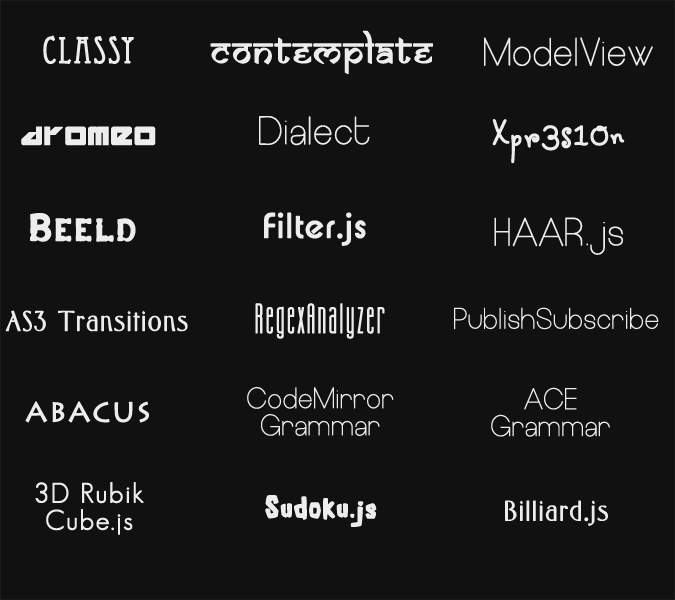 CLASSY
contemplate
ModelView
aromeo
Dialect
Xpr3s10n
BEELD
Filter.js
HAAR.js
AS3 Transitions
RegexAnalyzer
PublishSubscribe
ABACUS
CodeMirror
Grammar
ACE
Grammar
3D Rubik
Cube.js
Sudoku.js
Billiard.js